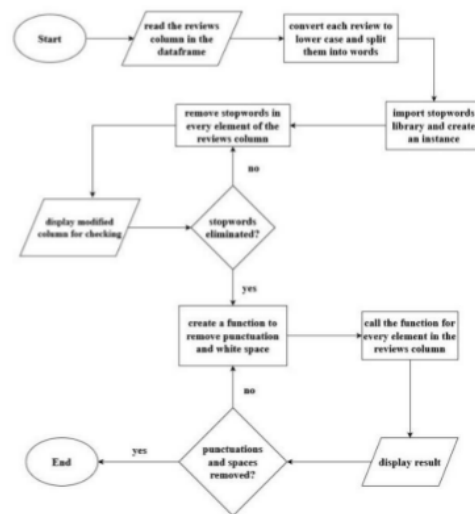 Start
read the reviews
column in the
dataframe
convert each review to
lower case and split
them into words
import stopwords
library and create
an instance
remove stopwords in
every element of the
reviews column
no
display modified
column for checking
stopwords
eliminated?
yes
create a function to
remove punctuation
and white space
call the function for
every element in the
reviews column
no
display result
punctuations
and spaces
removed?
yes
End